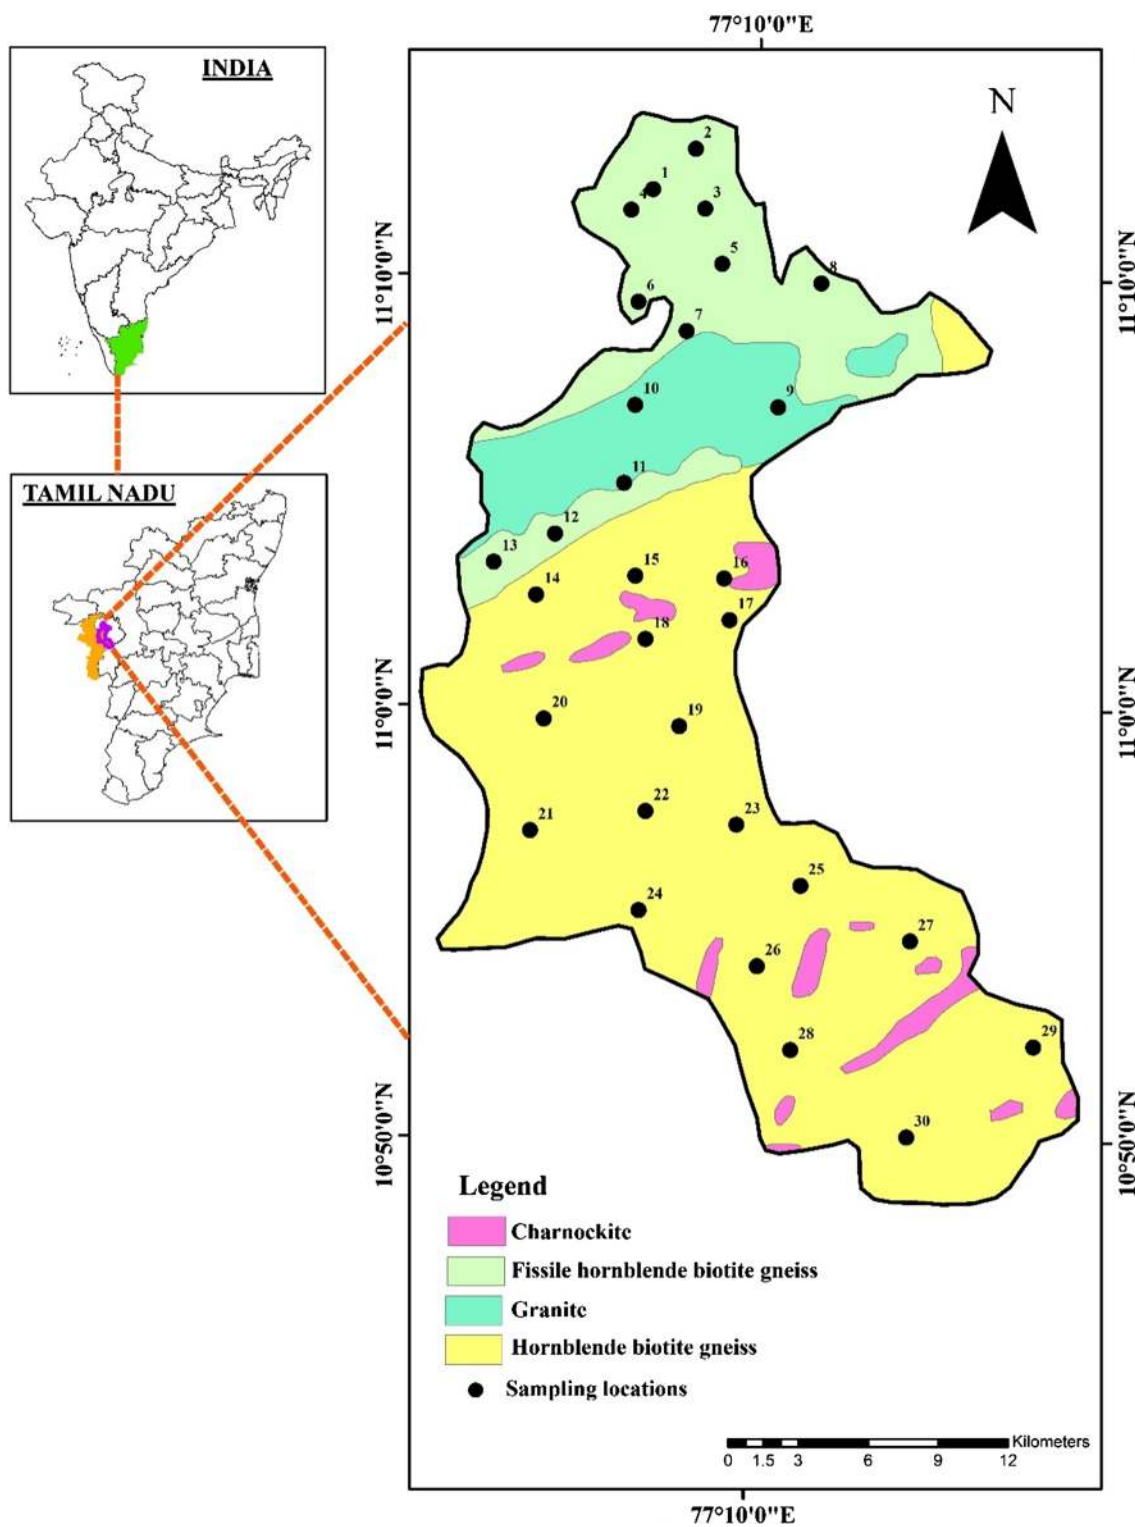 77°10'0"E
INDIA
N
2
1
4
3
5
8
11°10'0"N
11°10'0"N
6
7
10
9
11
TAMIL NADU
12
13
15
16
14
17
18
20
19
11°0'0"N
11°0'0"N
22
23
21
25
24
27
26
28
29
10°50'0"N
10°50'0"N
30
Legend
Charnockite
Fissile hornblende biotite gneiss
Granite
Hornblende biotite gneiss
Sampling locations
Kilometers
0 1.5 3 6 9 12
77°10'0"E